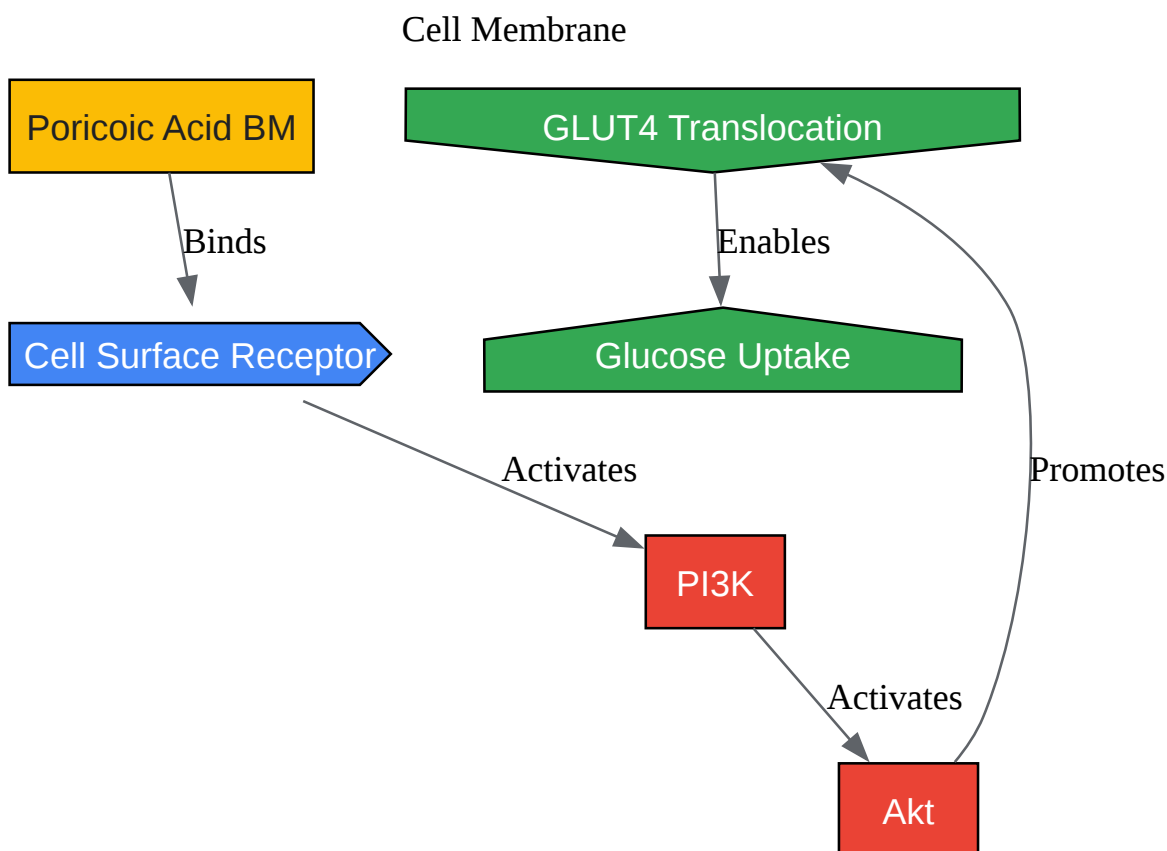 Cell Membrane
Poricoic Acid BM
GLUT4 Translocation
Binds
Enables
Cell Surface Receptor
Glucose Uptake
Activates
Promotes
PI3K
Activates
Akt